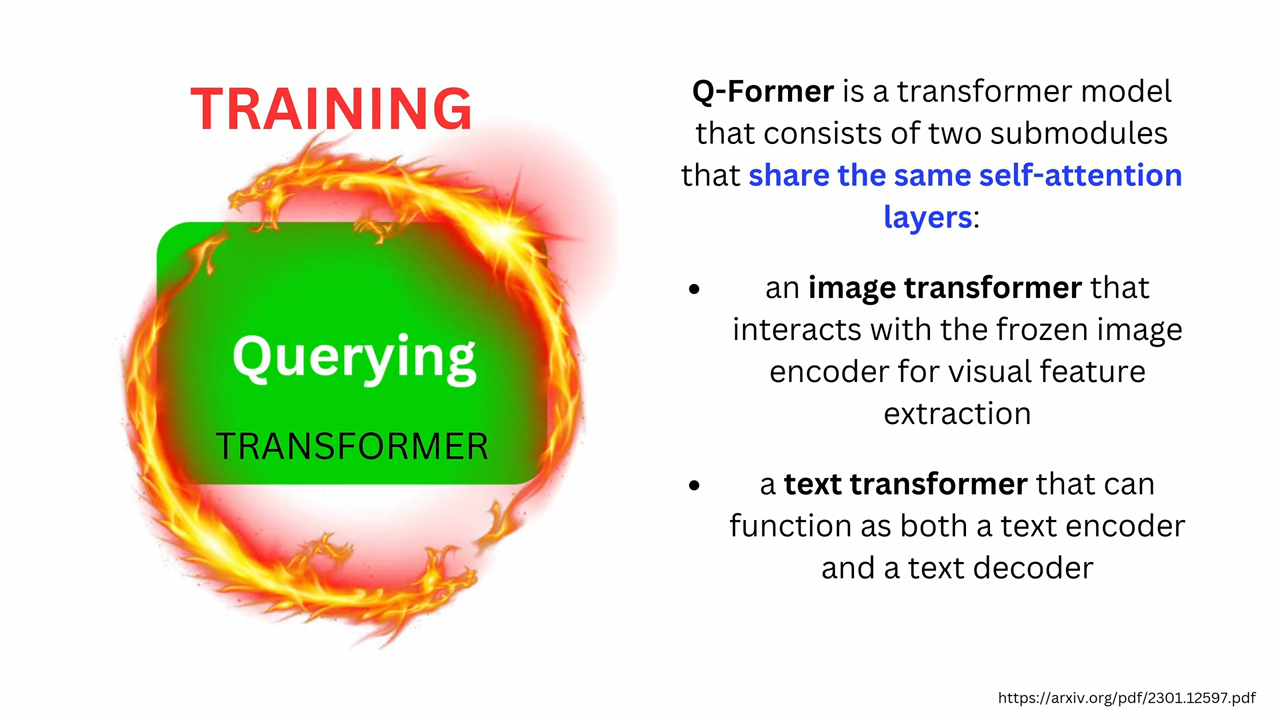 TRAINING
Querying
TRANSFORMER
Q-Former is a transformer model
that consists of two submodules
that share the same self-attention
layers:
• an image transformer that
interacts with the frozen image
encoder for visual feature
extraction
• a text transformer that can
function as both a text encoder
and a text decoder
https://arxiv.org/pdf/2301.12597.pdf